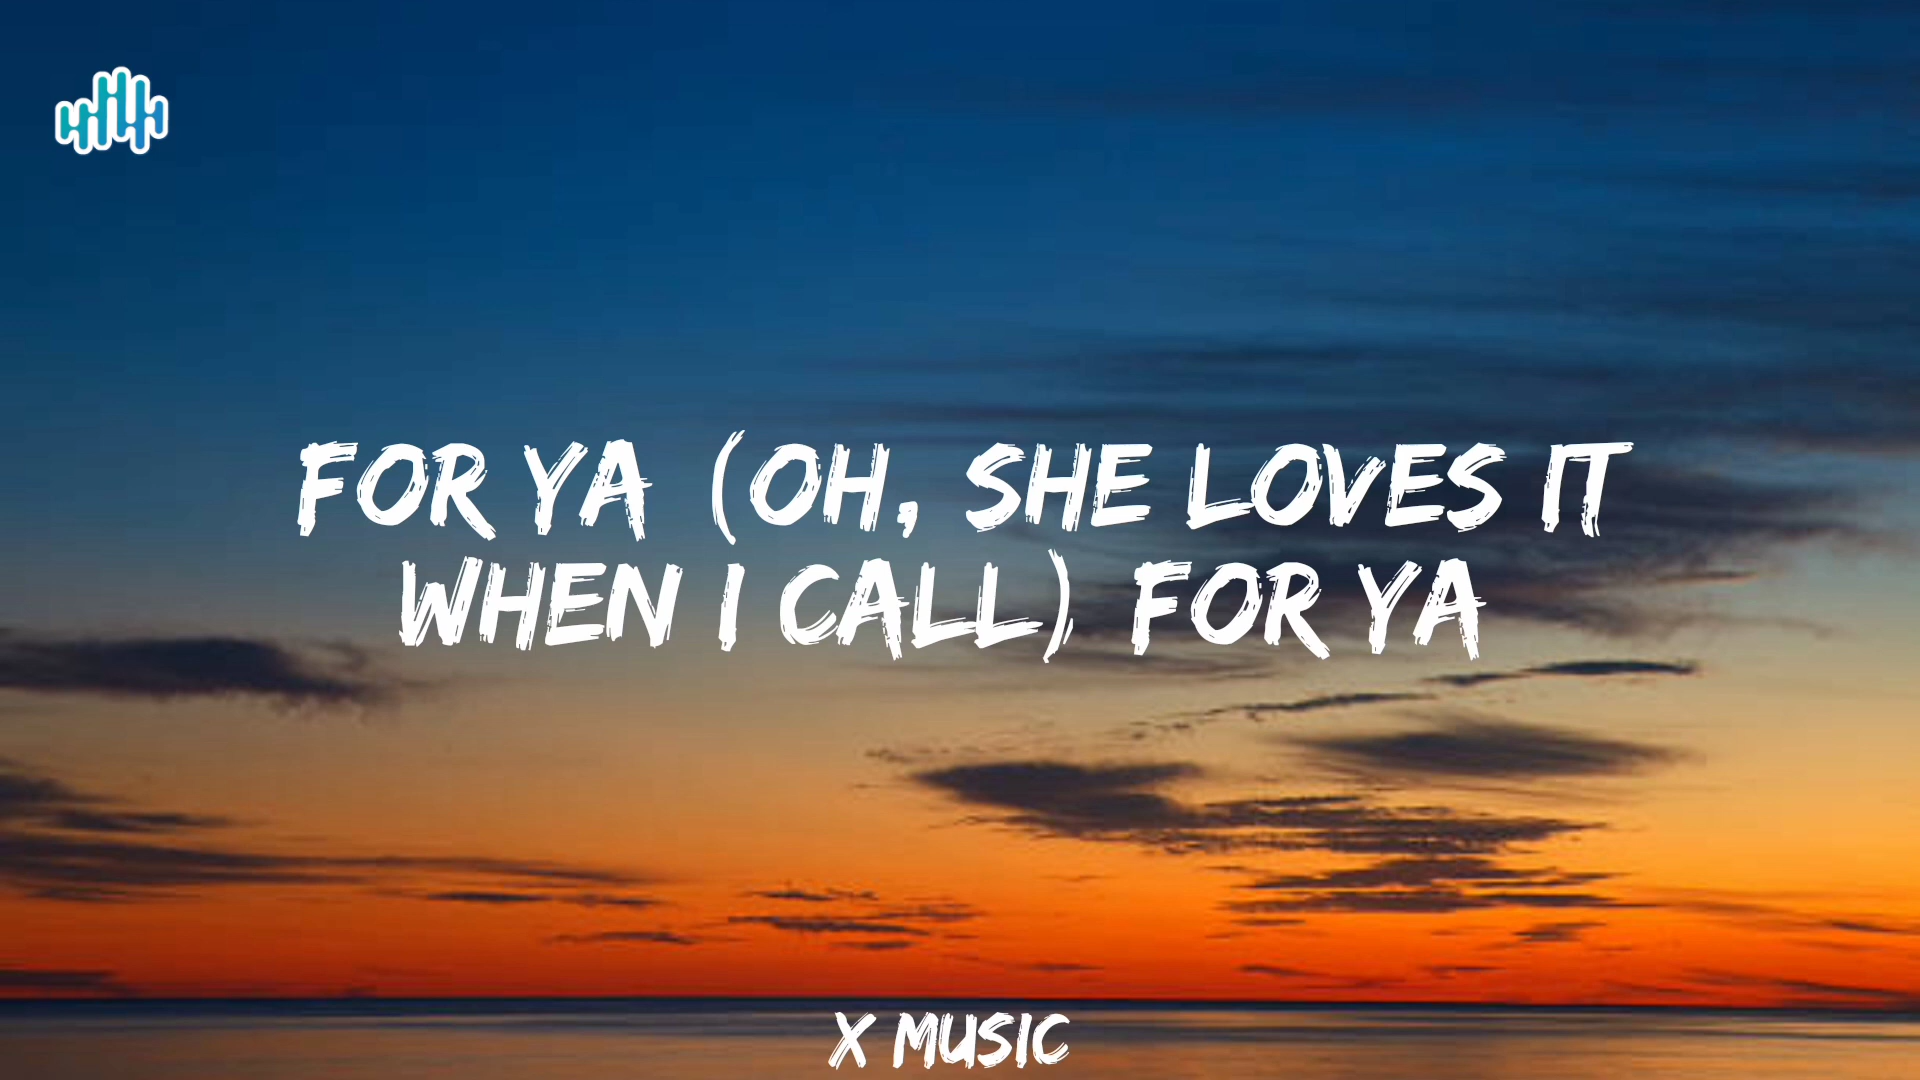 FOR YA (OH, SHE LOVES IT
WHEN I CALL) FOR YA
X MUSIC